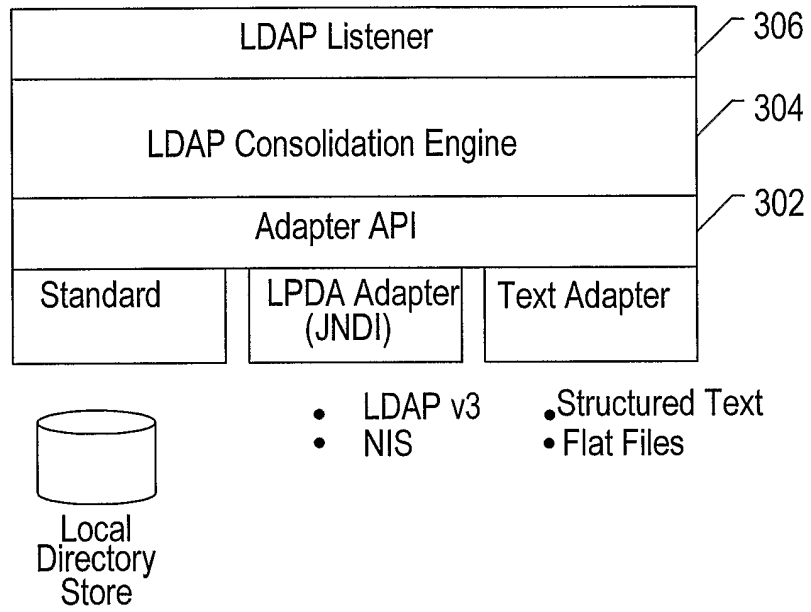 LDAP Listener
306
LDAP Consolidation Engine
304
Adapter API
302
Standard
LPDA Adapter
(JNDI)
Text Adapter
• LDAP v3
• NIS
•Structured Text
• Flat Files
Local
Directory
Store